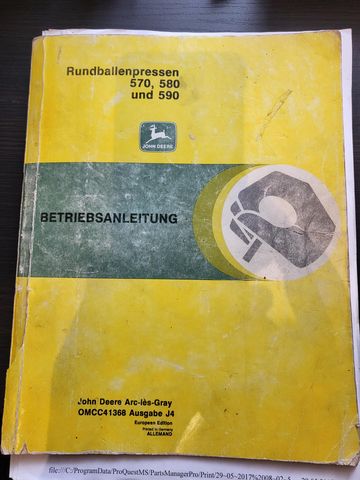 Rundballenpressen
570, 580
und 590
JOHN DEERE
BETRIEBSANLEITUNG
John Deere Arc-lès-Gray
OMCC41368 Ausgabe J4
European Edition
Printed in Germany
ALLEMAND
file:///C:/ProgramData/ProQuestMS/PartsManagerPro/Print/29-05-2017%2008-02-5